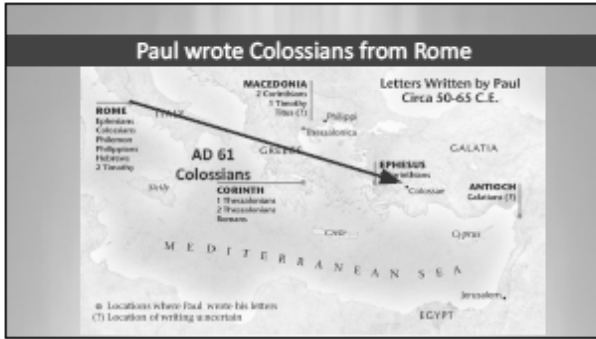 Paul wrote Colossians from Rome
MACEDONIA
2 Corinthians
1 Timothy
Titus (?)
Letters Written by Paul
Circa 50-65 C.E.
Philippi
Thessalonica
ROME
Ephesians
Colossians
Philemon
Philippians
Hebrews
2 Timothy
ITALY
AD 61
Colossians
GREECE
GALATIA
EPHESUS
Colossae
ANTIOCH
Galatians (?)
Sicily
CORINTH
1 Thessalonians
2 Thessalonians
Romans
Crete
Cyprus
MEDITERRANEAN SEA
Jerusalem
Locations where Paul wrote his letters
(?) Location of writing uncertain
EGYPT